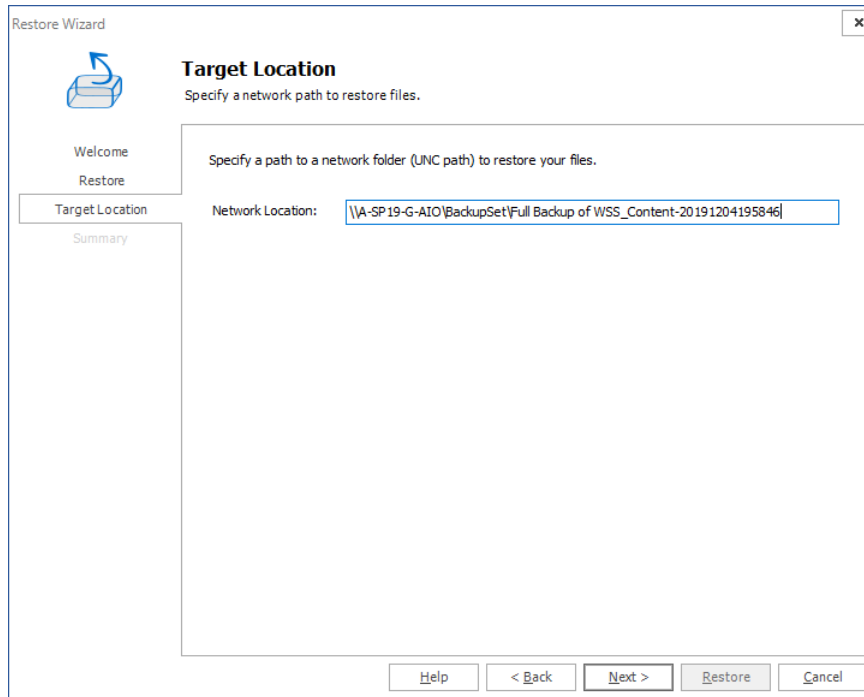 Restore Wizard
Target Location
Specify a network path to restore files.
Welcome
Restore
Target Location
Summary
Specify a path to a network folder (UNC path) to restore your files.
Network Location: \\A-SP19-G-AIO\BackupSet\Full Backup of WSS_Content-20191204195846
Help < Back Next > Restore Cancel